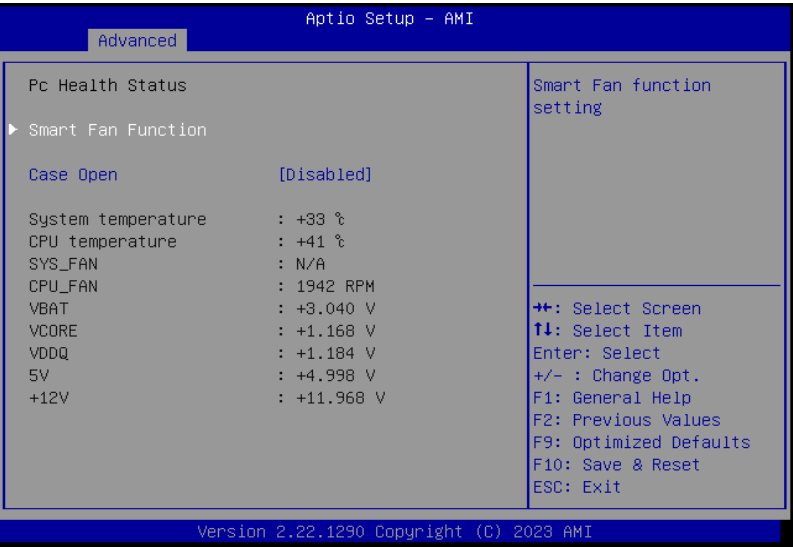 Aptio Setup – AMI
Advanced
Pc Health Status
Smart Fan Function
Case Open [Disabled]
System temperature : +33 ℃
CPU temperature : +41 ℃
SYS_FAN : N/A
CPU_FAN : 1942 RPM
VBAT : +3.040 V
VCORE : +1.168 V
VDDQ : +1.184 V
5V : +4.998 V
+12V : +11.968 V
Smart Fan function
setting
→←: Select Screen
↑↓: Select Item
Enter: Select
+/- : Change Opt.
F1: General Help
F2: Previous Values
F9: Optimized Defaults
F10: Save & Reset
ESC: Exit
Version 2.22.1290 Copyright (C) 2023 AMI